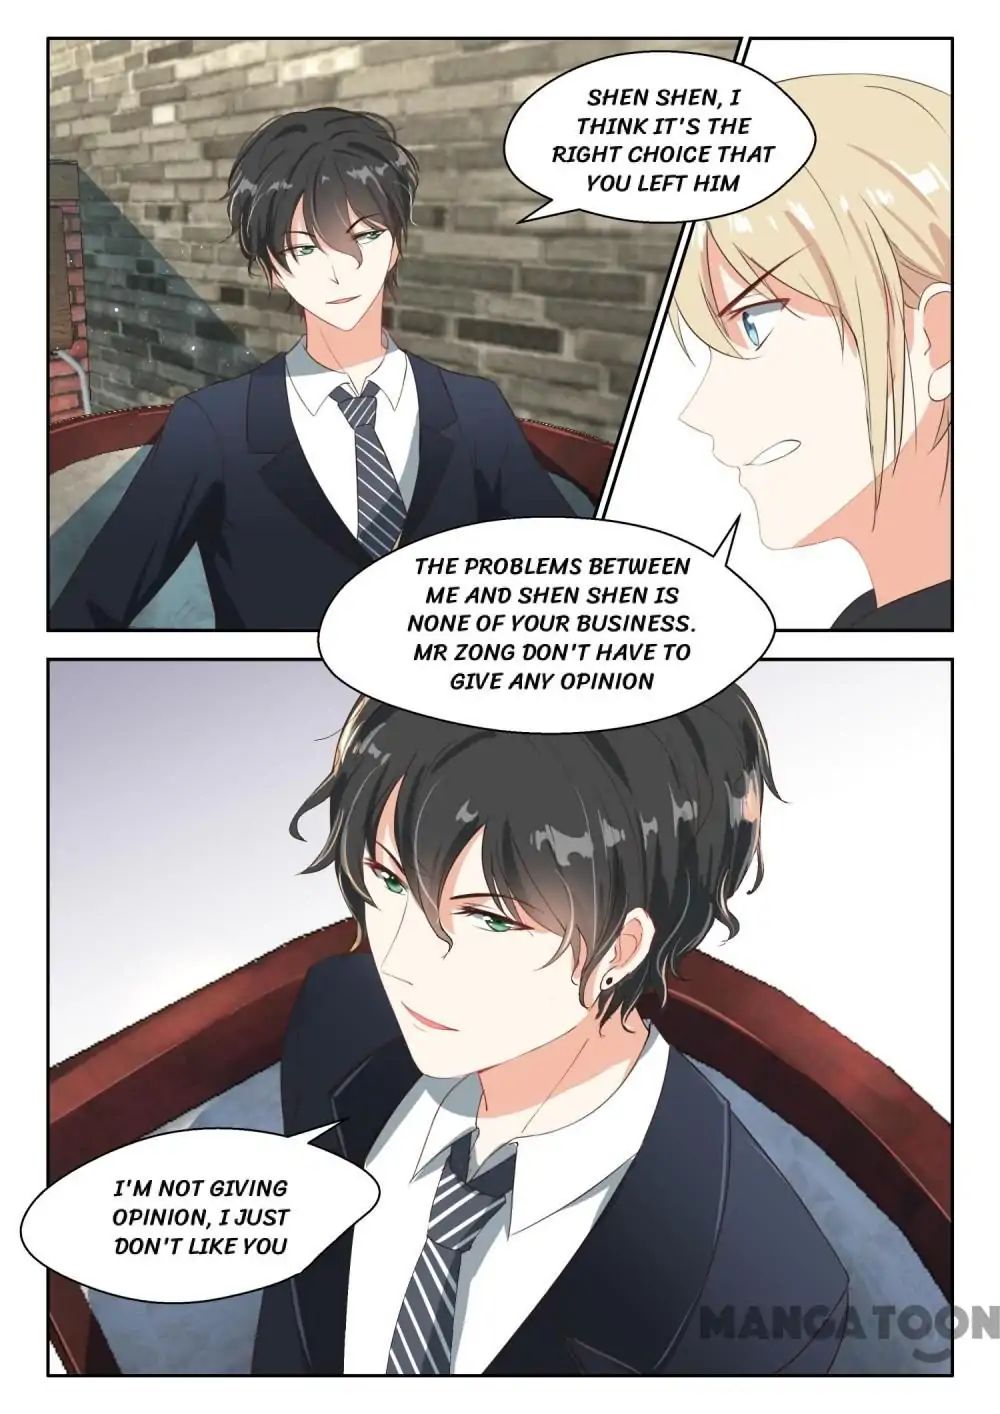 SHEN SHEN, I
THINK IT'S THE
RIGHT CHOICE THAT
YOU LEFT HIM
THE PROBLEMS BETWEEN
ME AND SHEN SHEN IS
NONE OF YOUR BUSINESS.
MR ZONG DON'T HAVE TO
GIVE ANY OPINION
I'M NOT GIVING
OPINION, I JUST
DON'T LIKE YOU
MANGATOON